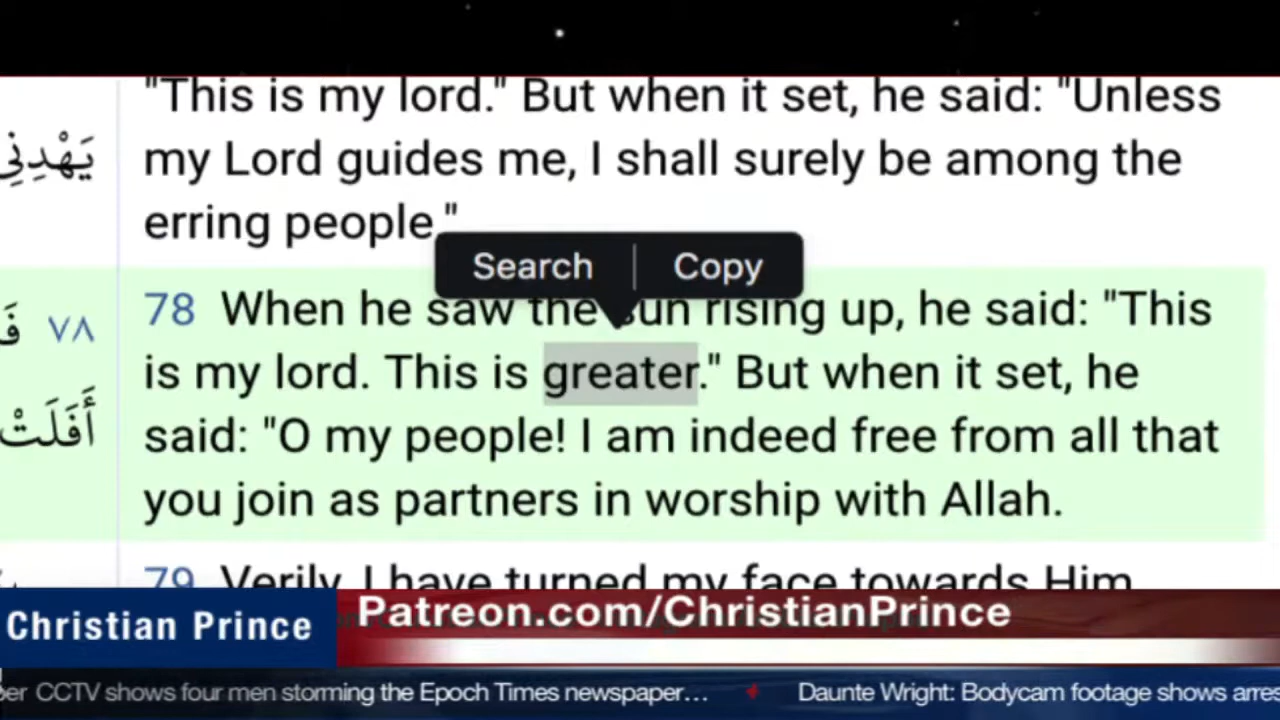 "This is my lord." But when it set, he said: "Unless
my Lord guides me, I shall surely be among the
erring people."
يَهْدِنِي
Search
Copy
78 When he saw the sun rising up, he said: "This
is my lord. This is greater." But when it set, he
said: "O my people! I am indeed free from all that
you join as partners in worship with Allah.
٧٨
أَفَلَتْ
79 Verily, I have turned my face towards Him
Christian Prince
Patreon.com/ChristianPrince
CCTV shows four men storming the Epoch Times newspaper…
Daunte Wright: Bodycam footage shows